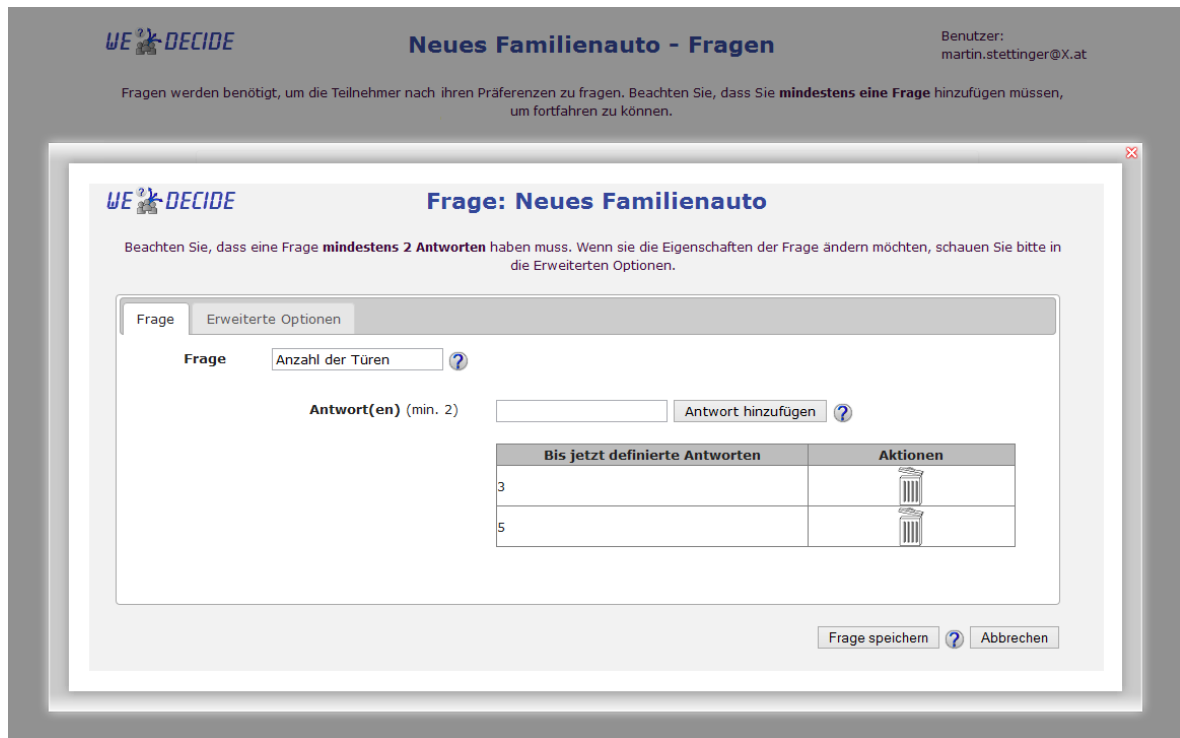 WE DECIDE
Neues Familienauto - Fragen
Benutzer:
martin.stettinger@X.at
Fragen werden benötigt, um die Teilnehmer nach ihren Präferenzen zu fragen. Beachten Sie, dass Sie mindestens eine Frage hinzufügen müssen,
um fortfahren zu können.
WE DECIDE
Frage: Neues Familienauto
Beachten Sie, dass eine Frage mindestens 2 Antworten haben muss. Wenn sie die Eigenschaften der Frage ändern möchten, schauen Sie bitte in
die Erweiterten Optionen.
Frage Erweiterte Optionen
Frage Anzahl der Türen ?
Antwort(en) (min. 2) Antwort hinzufügen ?
Bis jetzt definierte Antworten Aktionen
3
5
Frage speichern ? Abbrechen